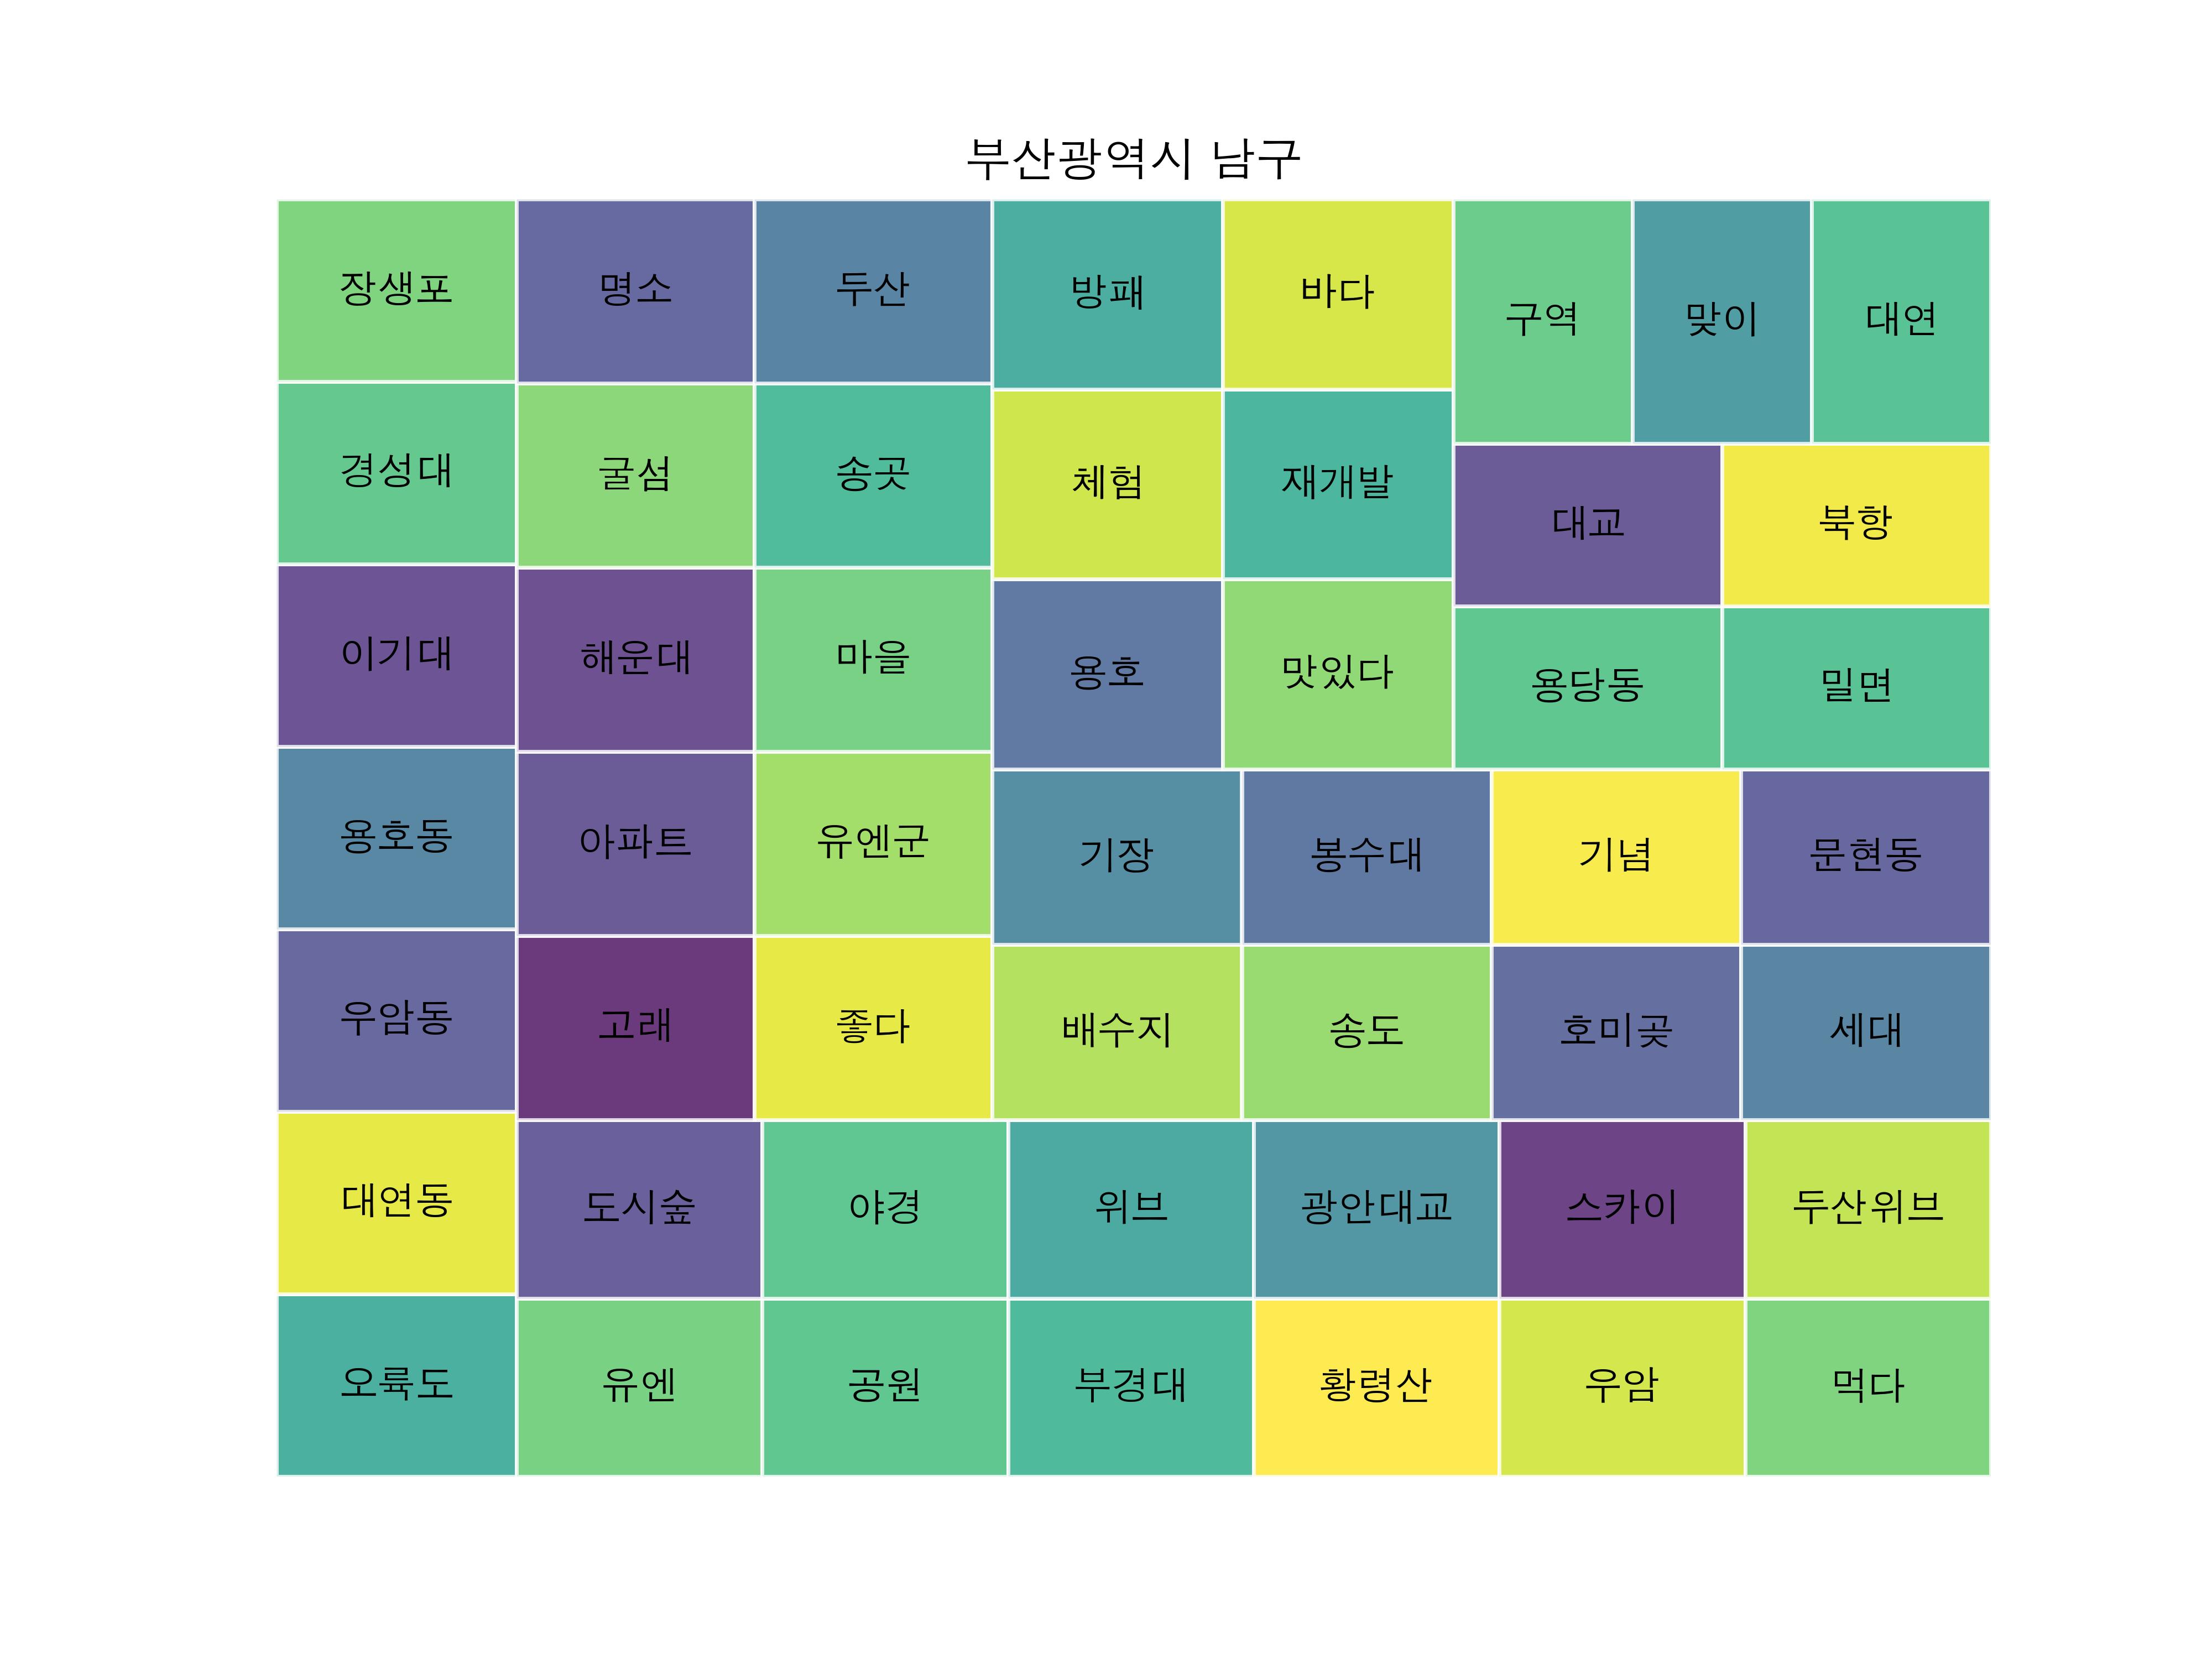 부산광역시 남구
장생포
명소
두산
방패
바다
구역
맞이
대연
경성대
굴섬
송곳
체험
재개발
대교
북항
이기대
해운대
마을
용호
맛있다
용당동
밀면
용호동
아파트
유엔군
기장
봉수대
기념
문현동
우암동
고래
좋다
배수지
송도
호미곶
세대
대연동
도시숲
야경
위브
광안대교
스카이
두산위브
오륙도
유엔
공원
부경대
황령산
우암
먹다